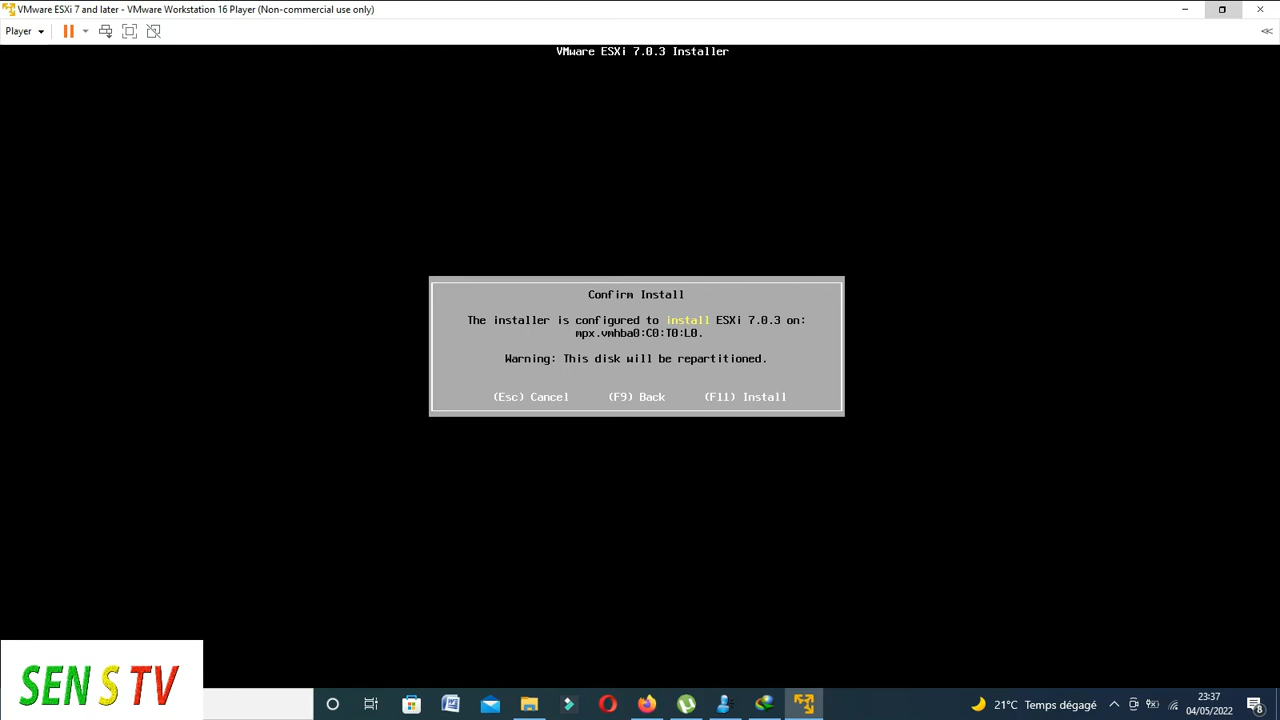 VMware ESXi 7 and later - VMware Workstation 16 Player (Non-commercial use only)
Player
VMware ESXi 7.0.3 Installer
Confirm Install
The installer is configured to install ESXi 7.0.3 on:
mpx.vmhba0:C0:T0:L0.
Warning: This disk will be repartitioned.
(Esc) Cancel (F9) Back (F11) Install
SEN S TV
21°C Temps dégagé
23:37
04/05/2022
8